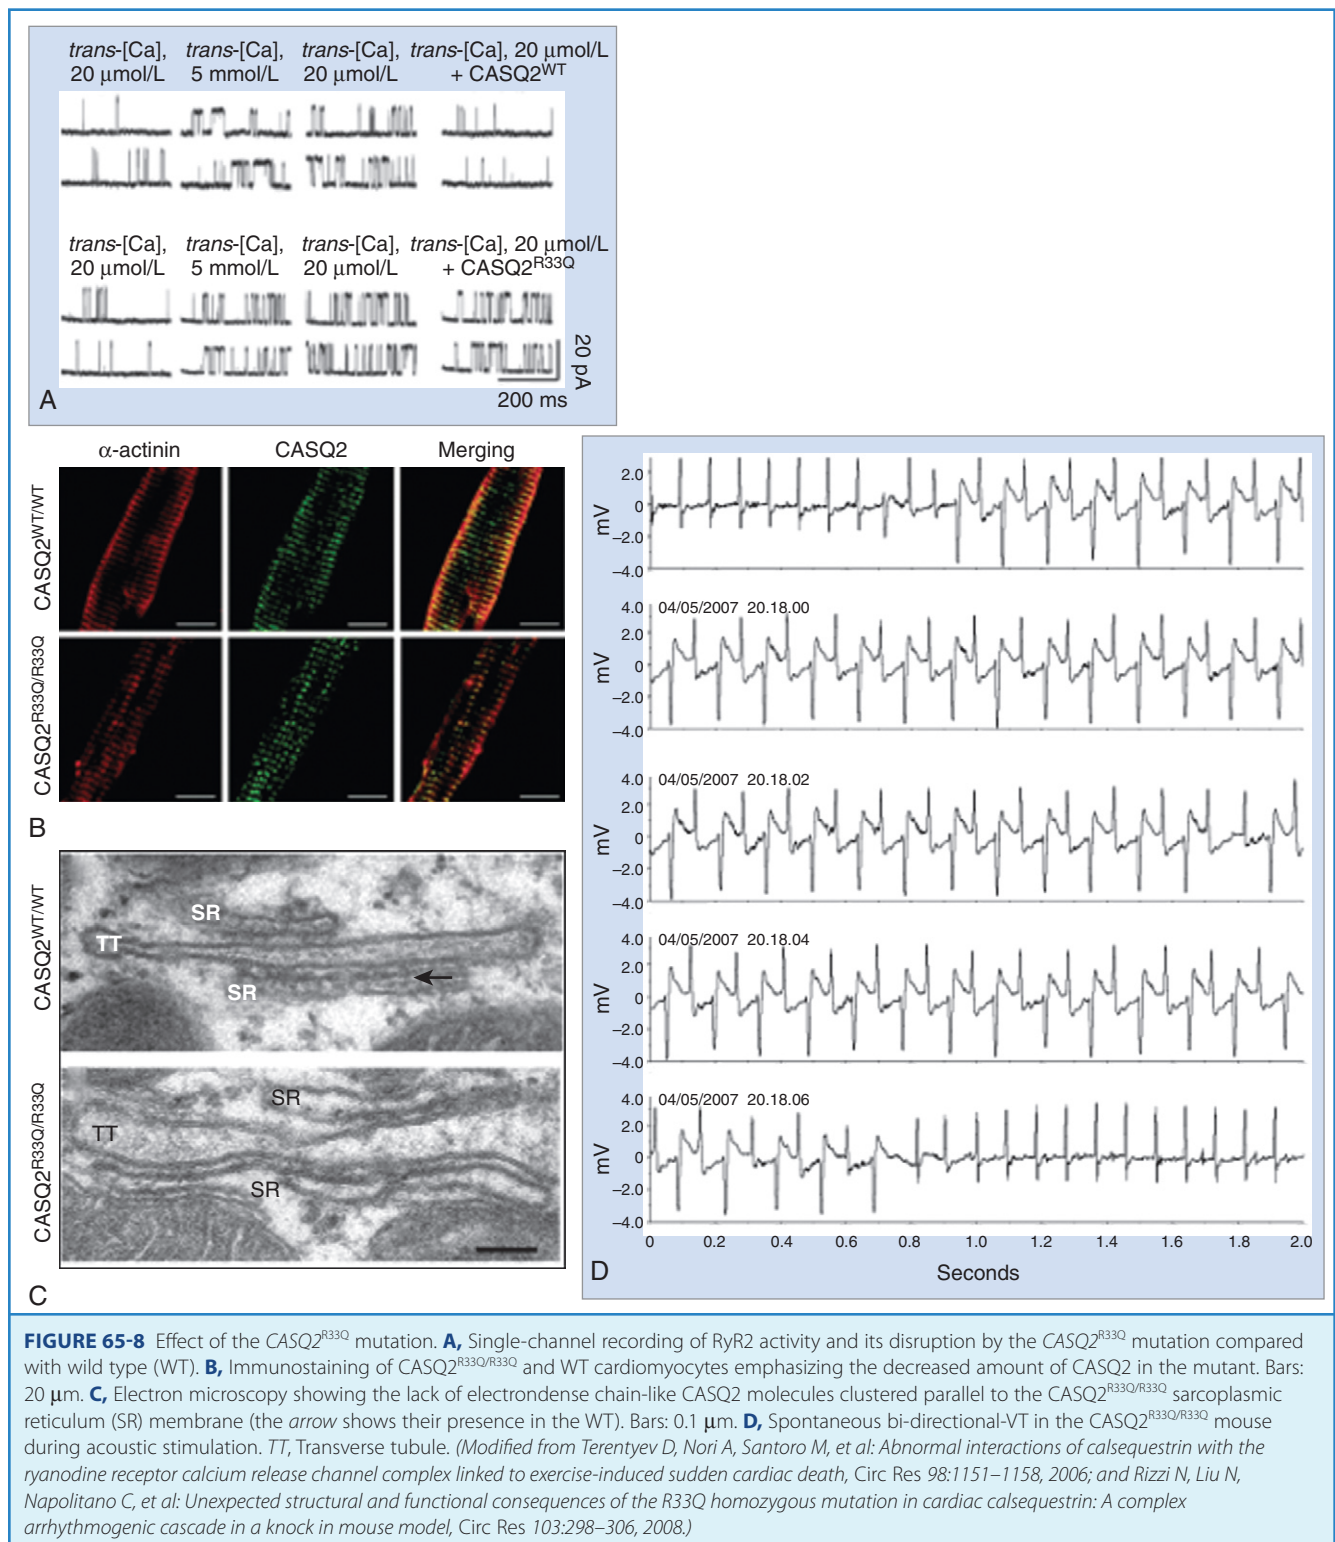 trans-[Ca], trans-[Ca], trans-[Ca], trans-[Ca], 20 μmol/L
20 μmol/L 5 mmol/L 20 μmol/L + CASQ2WT
trans-[Ca], trans-[Ca], trans-[Ca], trans-[Ca], 20 μmol/L
20 μmol/L 5 mmol/L 20 μmol/L + CASQ2R33Q
20 pA
200 ms
A
α-actinin CASQ2 Merging
CASQ2WT/WT
CASQ2R33Q/R33Q
B
CASQ2WT/WT
SR
TT
SR
CASQ2R33Q/R33Q
SR
TT
SR
C
mV
2.0
0
−2.0
−4.0
04/05/2007 20.18.00
mV
4.0
2.0
0
−2.0
−4.0
04/05/2007 20.18.02
mV
4.0
2.0
0
−2.0
−4.0
04/05/2007 20.18.04
mV
4.0
2.0
0
−2.0
−4.0
04/05/2007 20.18.06
mV
4.0
2.0
0
−2.0
−4.0
0 0.2 0.4 0.6 0.8 1.0 1.2 1.4 1.6 1.8 2.0
Seconds
D
FIGURE 65-8 Effect of the CASQ2R33Q mutation. A, Single-channel recording of RyR2 activity and its disruption by the CASQ2R33Q mutation compared
with wild type (WT). B, Immunostaining of CASQ2R33Q/R33Q and WT cardiomyocytes emphasizing the decreased amount of CASQ2 in the mutant. Bars:
20 μm. C, Electron microscopy showing the lack of electrondense chain-like CASQ2 molecules clustered parallel to the CASQ2R33Q/R33Q sarcoplasmic
reticulum (SR) membrane (the arrow shows their presence in the WT). Bars: 0.1 μm. D, Spontaneous bi-directional-VT in the CASQ2R33Q/R33Q mouse
during acoustic stimulation. TT, Transverse tubule. (Modified from Terentyev D, Nori A, Santoro M, et al: Abnormal interactions of calsequestrin with the
ryanodine receptor calcium release channel complex linked to exercise-induced sudden cardiac death, Circ Res 98:1151–1158, 2006; and Rizzi N, Liu N,
Napolitano C, et al: Unexpected structural and functional consequences of the R33Q homozygous mutation in cardiac calsequestrin: A complex
arrhythmogenic cascade in a knock in mouse model, Circ Res 103:298–306, 2008.)